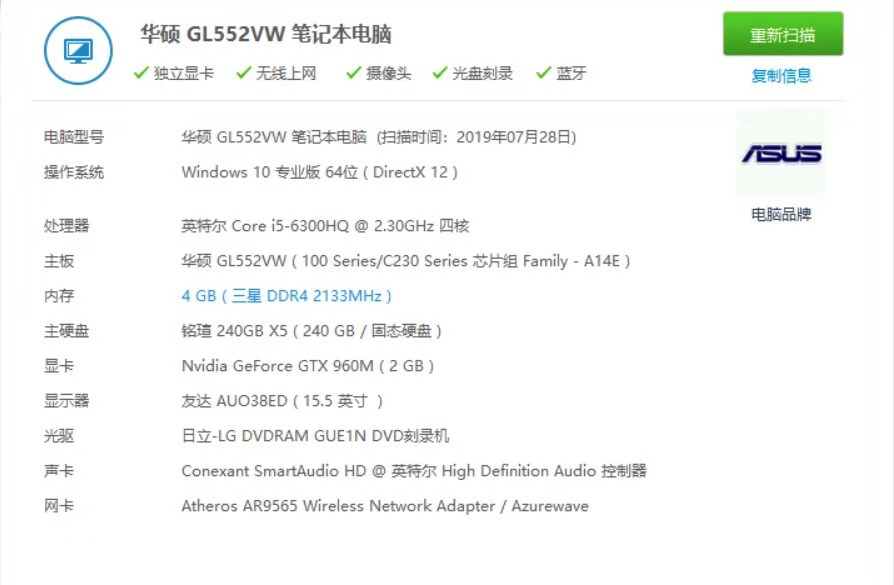 华硕 GL552VW 笔记本电脑
重新扫描
独立显卡 无线上网 摄像头 光盘刻录 蓝牙
复制信息
电脑型号 华硕 GL552VW 笔记本电脑 (扫描时间：2019年07月28日)
ASUS
操作系统 Windows 10 专业版 64位 ( DirectX 12 )
电脑品牌
处理器 英特尔 Core i5-6300HQ @ 2.30GHz 四核
主板 华硕 GL552VW ( 100 Series/C230 Series 芯片组 Family - A14E )
内存 4 GB ( 三星 DDR4 2133MHz )
主硬盘 铭瑄 240GB X5 ( 240 GB / 固态硬盘 )
显卡 Nvidia GeForce GTX 960M ( 2 GB )
显示器 友达 AUO38ED ( 15.5 英寸 )
光驱 日立-LG DVDRAM GUE1N DVD刻录机
声卡 Conexant SmartAudio HD @ 英特尔 High Definition Audio 控制器
网卡 Atheros AR9565 Wireless Network Adapter / Azurewave